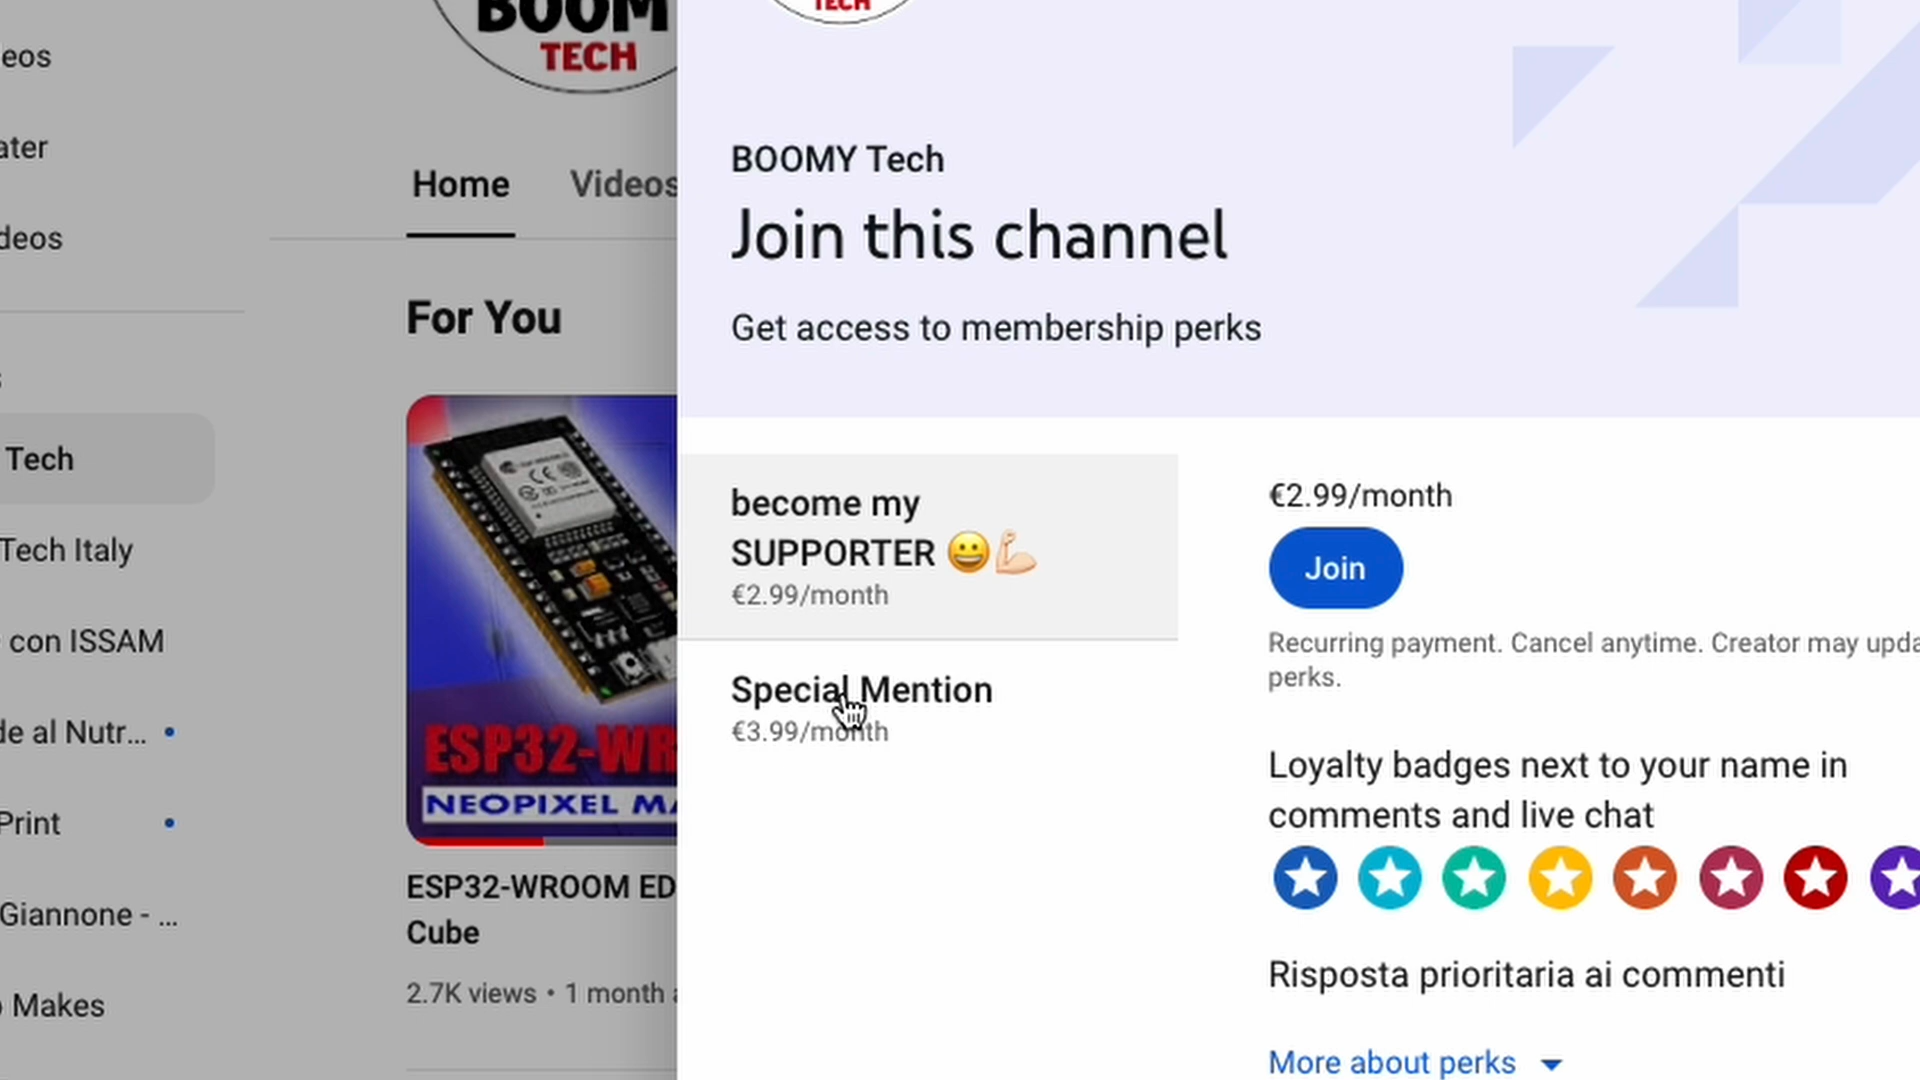 BOOM
TECH
TECH
eos
ater
deos
Tech
Tech Italy
con ISSAM
de al Nutr...
Print
Giannone - ...
Makes
Home
Videos
For You
ESP32-WR
NEOPIXEL MA
ESP32-WROOM ED
Cube
2.7K views • 1 month a
BOOMY Tech
Join this channel
Get access to membership perks
become my
SUPPORTER 😀💪🏻
€2.99/month
Special Mention
€3.99/month
€2.99/month
Join
Recurring payment. Cancel anytime. Creator may upda
perks.
Loyalty badges next to your name in
comments and live chat
Risposta prioritaria ai commenti
More about perks